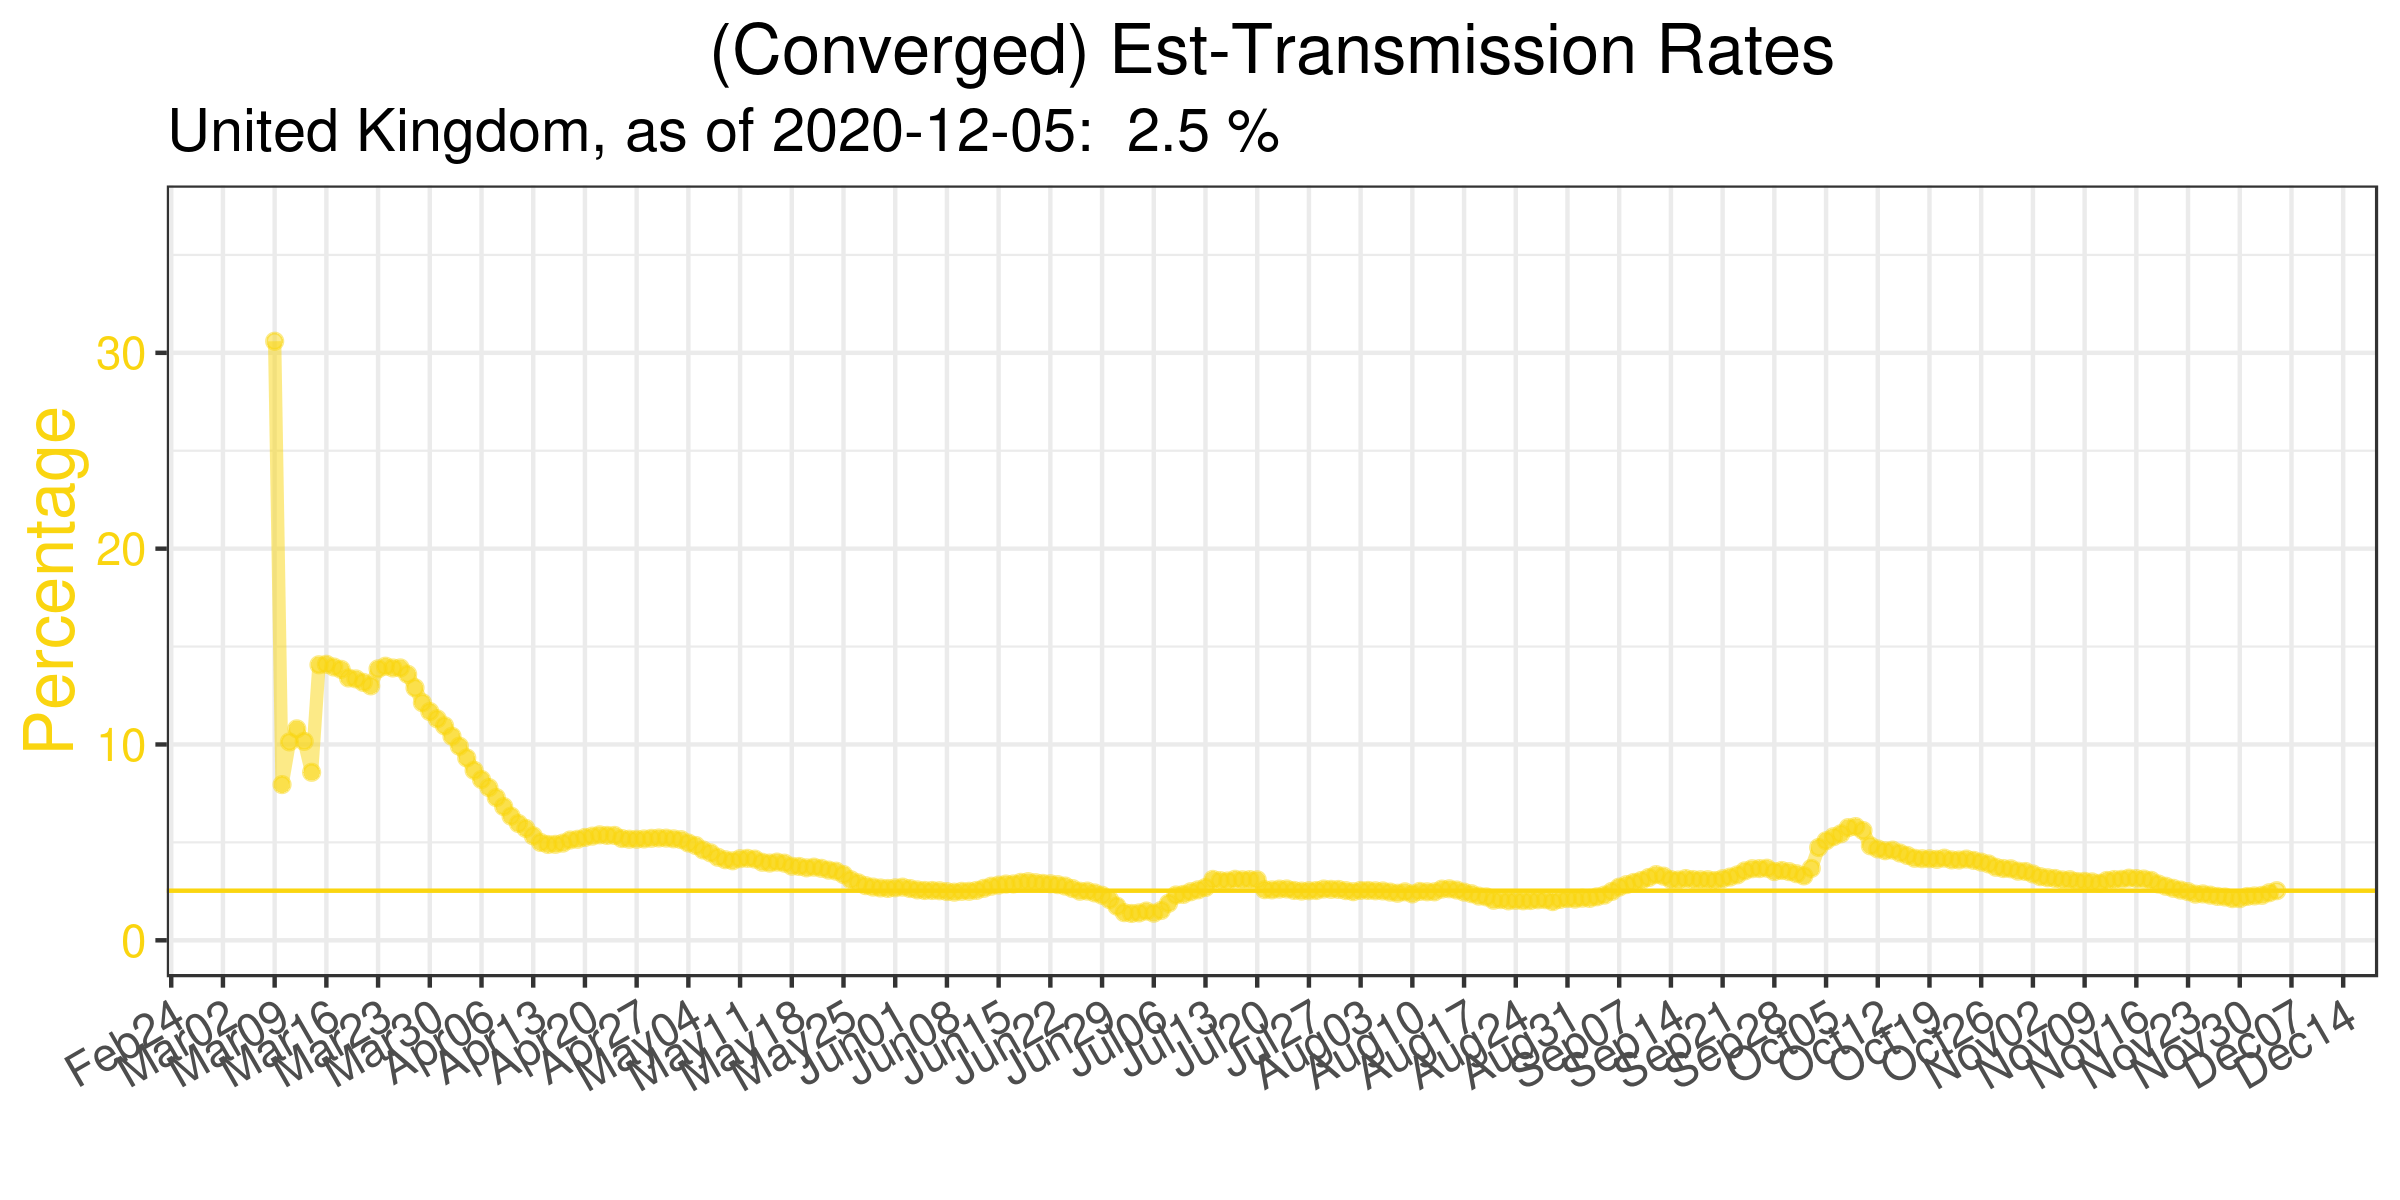 (Converged) Est-Transmission Rates
United Kingdom, as of 2020-12-05: 2.5 %
Percentage
30
20
10
0
Feb24
Mar02
Mar09
Mar16
Mar23
Mar30
Apr06
Apr13
Apr20
Apr27
May04
May11
May18
May25
Jun01
Jun08
Jun15
Jun22
Jun29
Jul06
Jul13
Jul20
Jul27
Aug03
Aug10
Aug17
Aug24
Aug31
Sep07
Sep14
Sep21
Sep28
Oct05
Oct12
Oct19
Oct26
Nov02
Nov09
Nov16
Nov23
Nov30
Dec07
Dec14